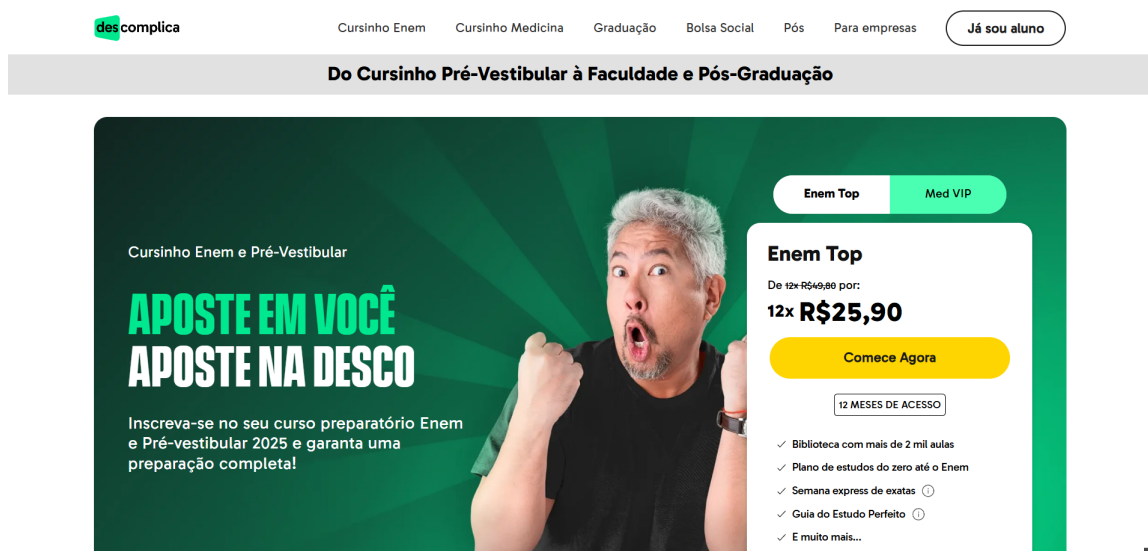 descomplica
Cursinho Enem
Cursinho Medicina
Graduação
Bolsa Social
Pós
Para empresas
Já sou aluno
Do Cursinho Pré-Vestibular à Faculdade e Pós-Graduação
Cursinho Enem e Pré-Vestibular
APOSTE EM VOCÊ
APOSTE NA DESCO
Inscreva-se no seu curso preparatório Enem
e Pré-vestibular 2025 e garanta uma
preparação completa!
Enem Top
Med VIP
Enem Top
De 12x R$49,80 por:
12x R$25,90
Comece Agora
12 MESES DE ACESSO
Biblioteca com mais de 2 mil aulas
Plano de estudos do zero até o Enem
Semana express de exatas
Guia do Estudo Perfeito
E muito mais...